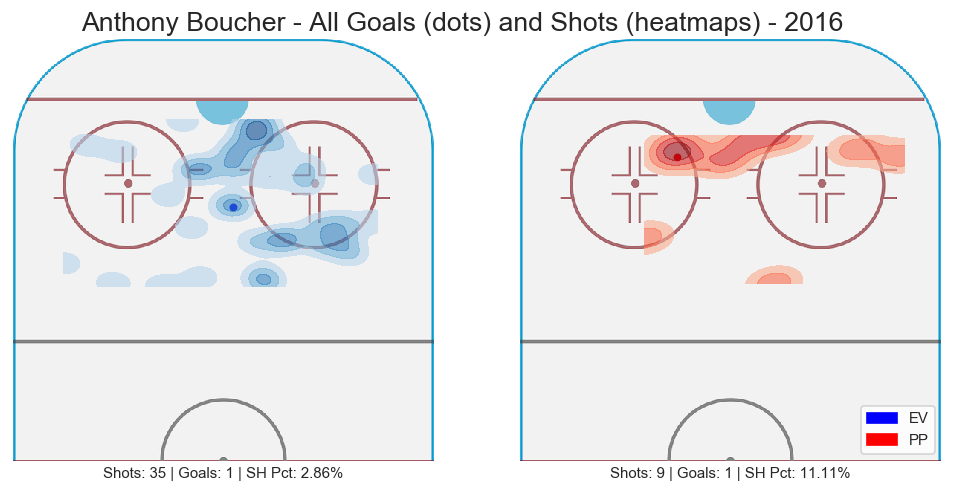 Anthony Boucher - All Goals (dots) and Shots (heatmaps) - 2016
EV
PP
Shots: 35 | Goals: 1 | SH Pct: 2.86%
Shots: 9 | Goals: 1 | SH Pct: 11.11%